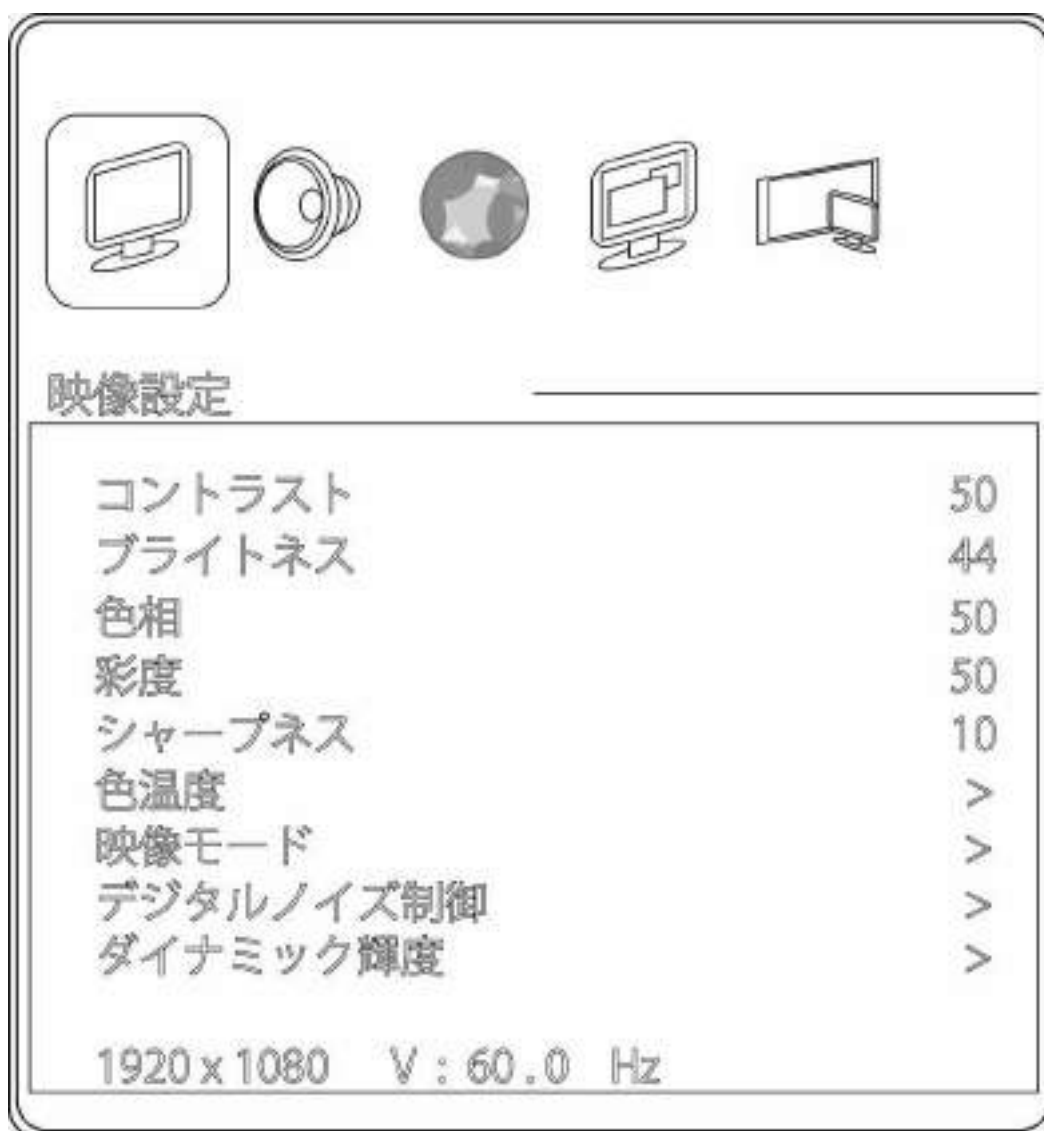 映像設定
コントラスト 50
ブライトネス 44
色相 50
彩度 50
シャープネス 10
色温度 >
映像モード >
デジタルノイズ制御 >
ダイナミック輝度 >
1920 x 1080 V : 60.0 Hz